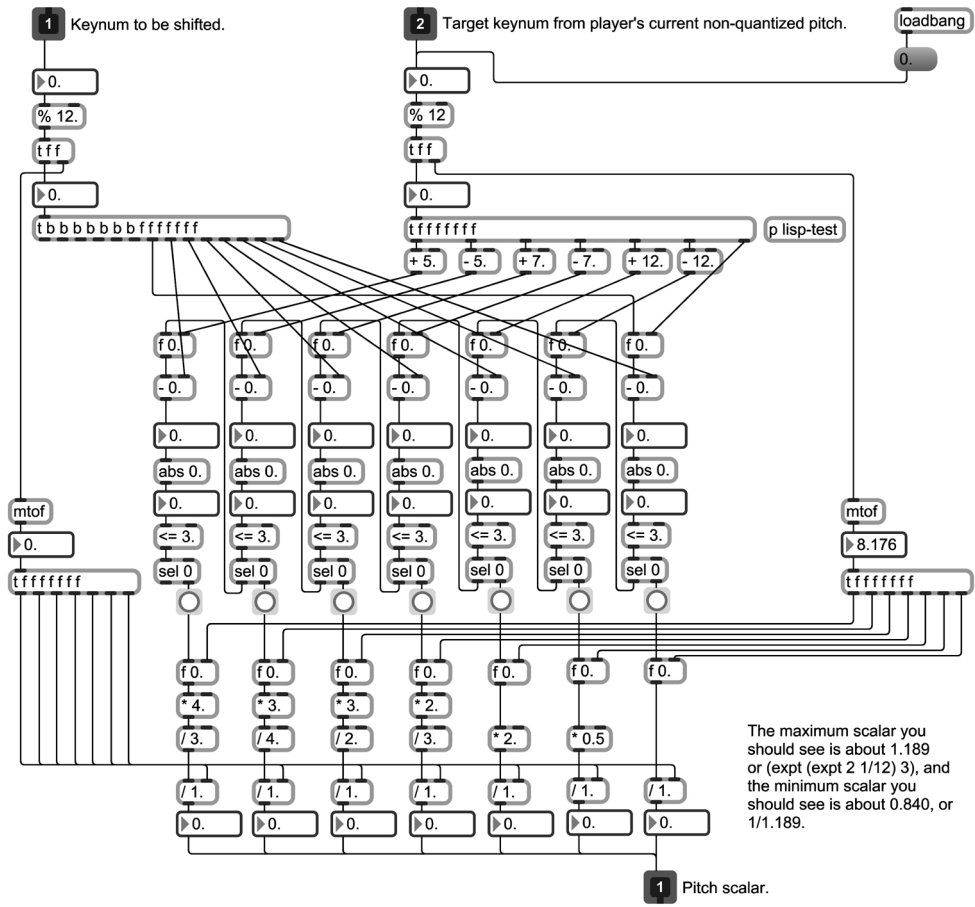 1 Keynum to be shifted.
2 Target keynum from player's current non-quantized pitch.
loadbang
0. 0. 0.
% 12. % 12
t f f t f f
0. 0.
t b b b b b b b f f f f f f f t f f f f f f f p lisp-test
+ 5. - 5. + 7. - 7. + 12. - 12.
f 0. f 0. f 0. f 0. f 0. f 0. f 0.
- 0. - 0. - 0. - 0. - 0. - 0. - 0.
0. 0. 0. 0. 0. 0. 0.
abs 0. abs 0. abs 0. abs 0. abs 0. abs 0. abs 0.
0. 0. 0. 0. 0. 0. 0.
mtof mtof
<= 3. <= 3. <= 3. <= 3. <= 3. <= 3. <= 3.
0. 8.176
sel 0 sel 0 sel 0 sel 0 sel 0 sel 0 sel 0
t f f f f f f f t f f f f f f f
f 0. f 0. f 0. f 0. f 0. f 0. f 0.
* 4. * 3. * 3. * 2.
/ 3. / 4. / 2. / 3. * 2. * 0.5
/ 1. / 1. / 1. / 1. / 1. / 1. / 1.
0. 0. 0. 0. 0. 0. 0.
The maximum scalar you
should see is about 1.189
or (expt (expt 2 1/12) 3), and
the minimum scalar you
should see is about 0.840, or
1/1.189.
1 Pitch scalar.